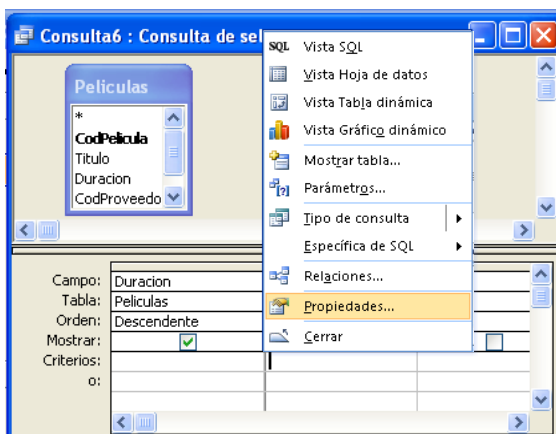 Consulta6 : Consulta de sel
SQL Vista SQL
Vista Hoja de datos
Vista Tabla dinámica
Vista Gráfico dinámico
Mostrar tabla...
Parámetros...
Tipo de consulta
Específica de SQL
Relaciones...
Propiedades...
Cerrar
Peliculas
*
CodPelicula
Titulo
Duracion
CodProveedo
Campo: Duracion
Tabla: Peliculas
Orden: Descendente
Mostrar:
Criterios:
o: